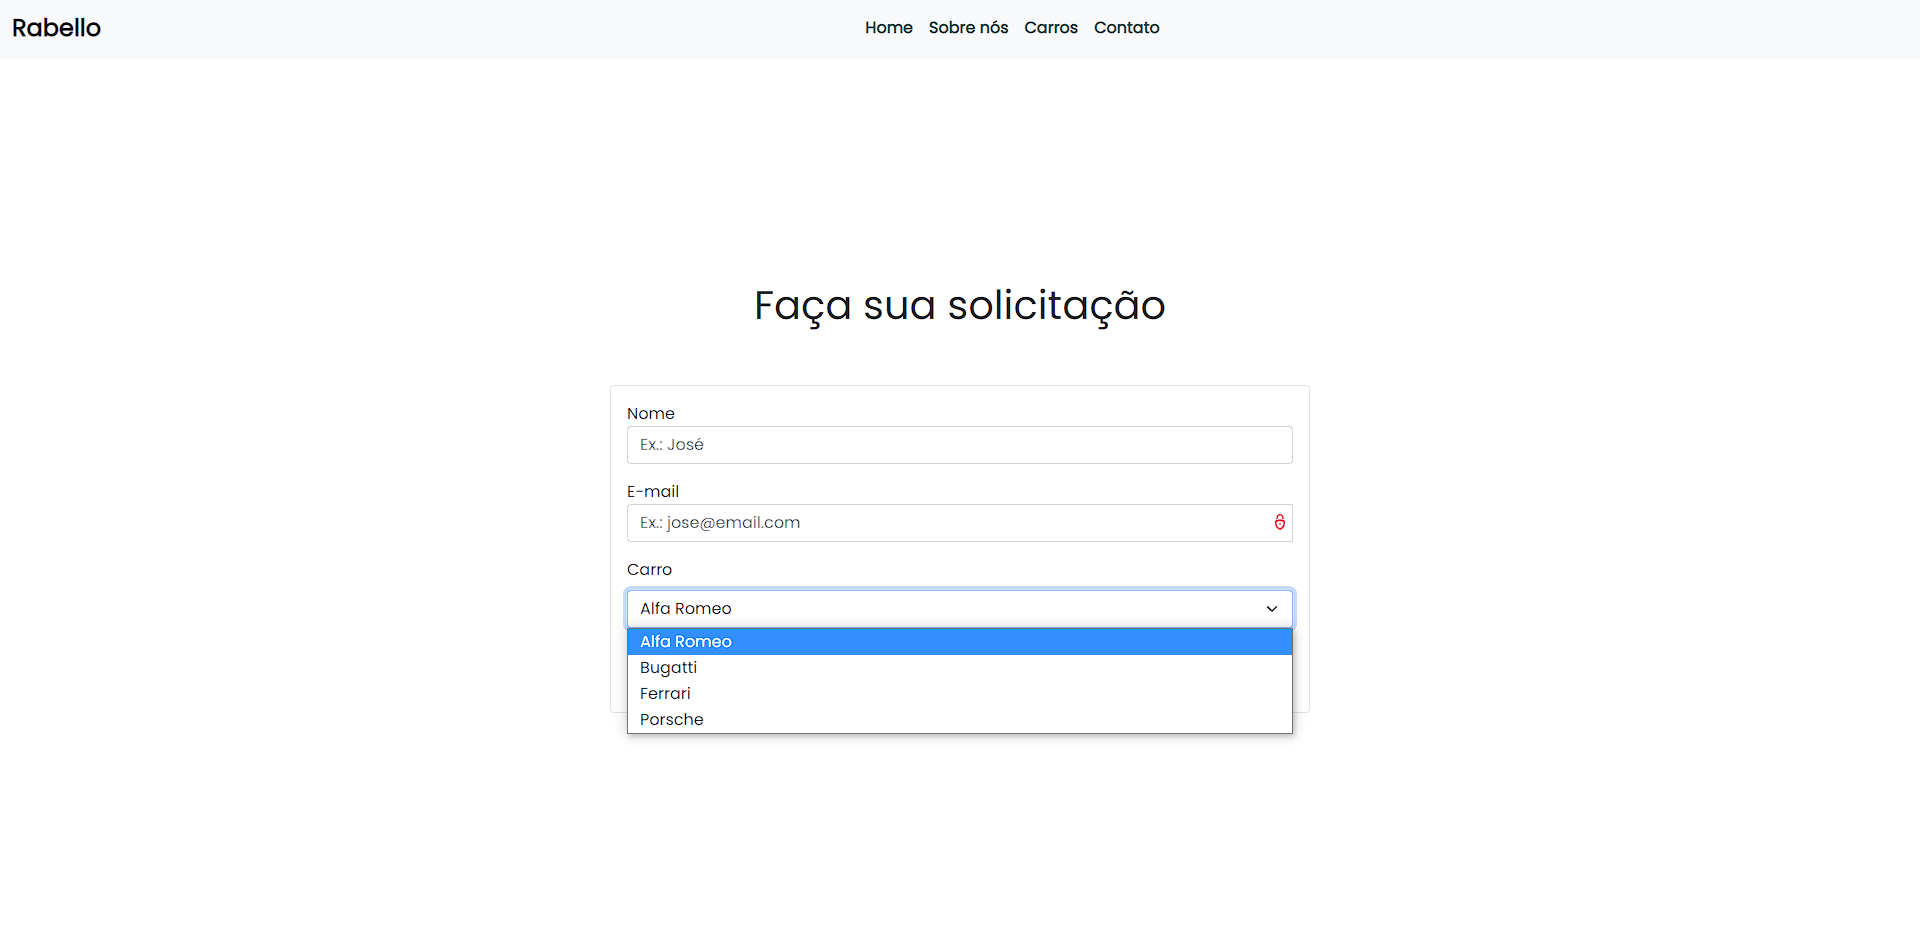 Rabello
Home Sobre nós Carros Contato
Faça sua solicitação
Nome
Ex.: José
E-mail
Ex.: jose@email.com
Carro
Alfa Romeo
Alfa Romeo
Bugatti
Ferrari
Porsche